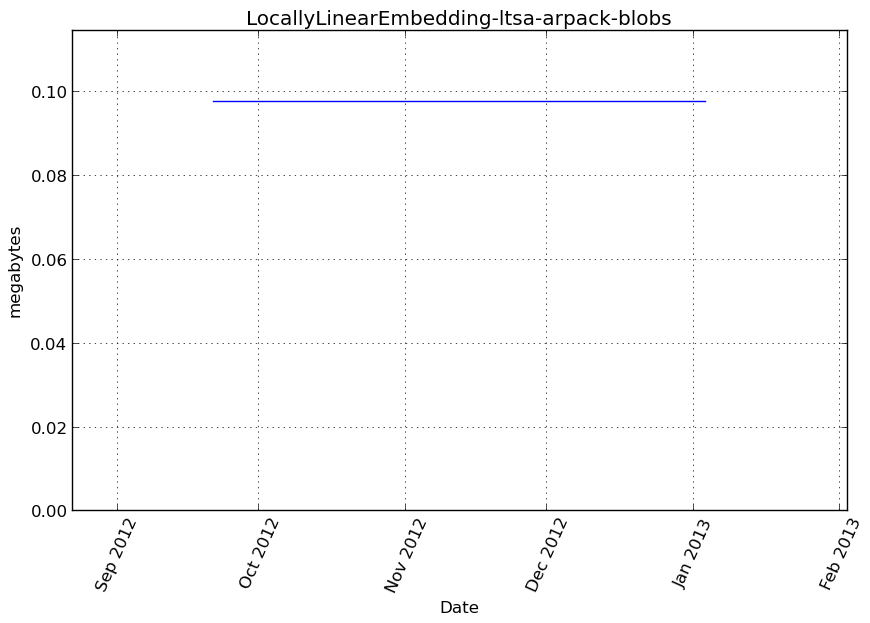 LocallyLinearEmbedding-ltsa-arpack-blobs
megabytes
0.10
0.08
0.06
0.04
0.02
0.00
Sep 2012
Oct 2012
Nov 2012
Dec 2012
Jan 2013
Feb 2013
Date